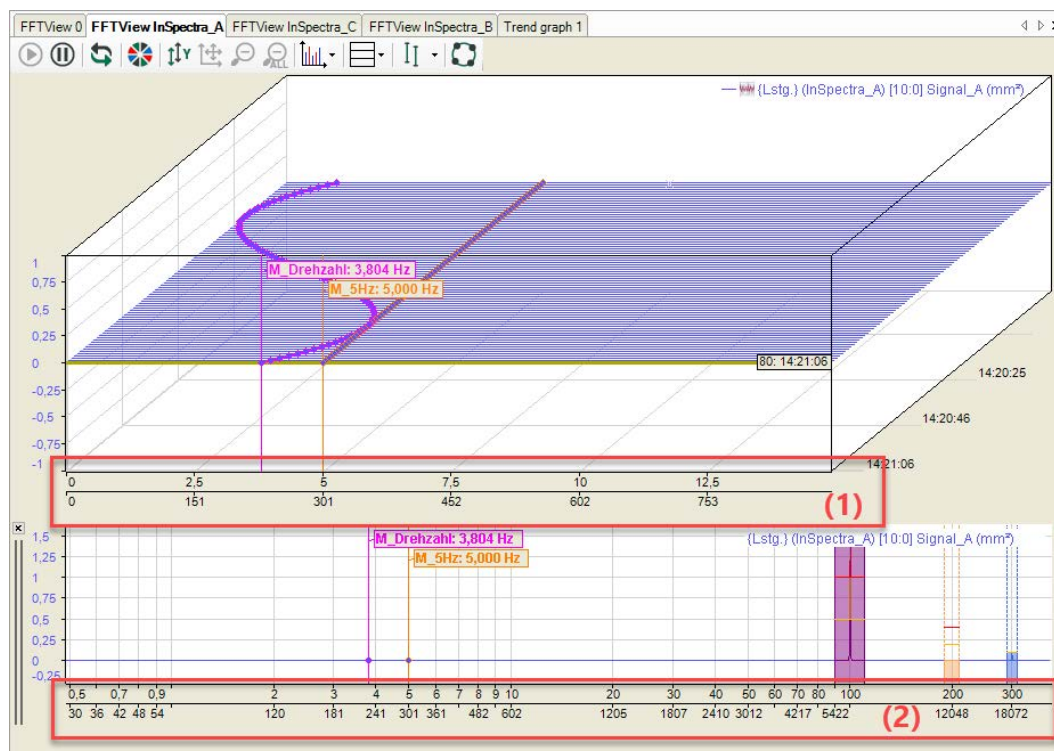 FFTView 0 FFTView InSpectra_A FFTView InSpectra_C FFTView InSpectra_B Trend graph 1
Y ALL
{Lstg.} (InSpectra_A) [10:0] Signal_A (mm²)
1
M_Drehzahl: 3,804 Hz
0,75
M_5Hz: 5,000 Hz
0,5
0,25
0
80: 14:21:06
14:20:25
-0,25
-0,5
14:20:46
-0,75
-1
14:21:06
0 2,5 5 7,5 10 12,5
0 151 301 452 602 753
(1)
1,5
M_Drehzahl: 3,804 Hz
{Lstg.} (InSpectra_A) [10:0] Signal_A (mm²)
1,25
M_5Hz: 5,000 Hz
1
0,75
0,5
0,25
0
-0,25
0,5 0,7 0,9 2 3 4 5 6 7 8 9 10 20 30 40 50 60 70 80 100 200 300
30 36 42 48 54 120 181 241 301 361 482 602 1205 1807 2410 3012 4217 5422 12048 18072
(2)